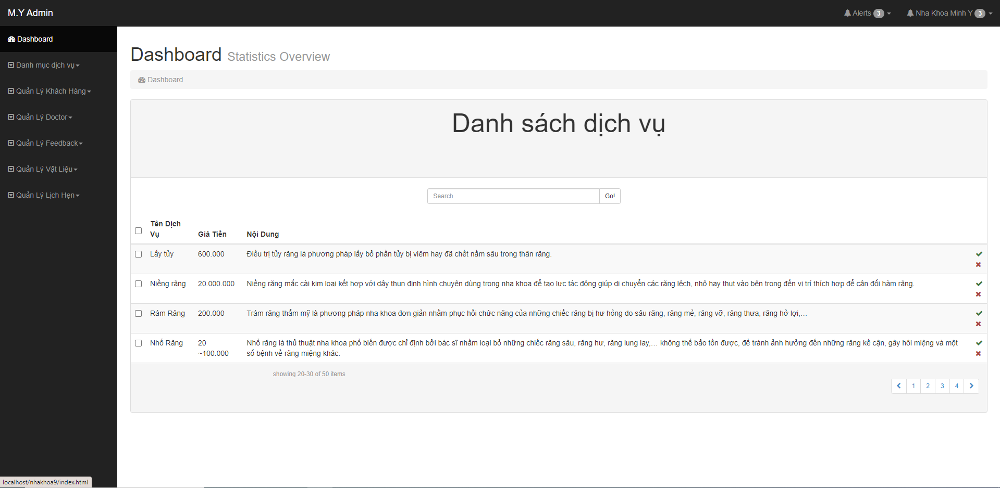 M.Y Admin
Alerts 3
Nha Khoa Minh Y 3
Dashboard
Danh mục dịch vụ
Quản Lý Khách Hàng
Quản Lý Doctor
Quản Lý Feedback
Quản Lý Vật Liệu
Quản Lý Lịch Hẹn
Dashboard Statistics Overview
Dashboard
Danh sách dịch vụ
Search Go!
Tên Dịch
Vụ Giá Tiền Nội Dung
Lấy tủy 600.000 Điều trị tủy răng là phương pháp lấy bỏ phần tủy bị viêm hay đã chết nằm sâu trong thân răng.
Niềng răng 20.000.000 Niềng răng mắc cài kim loại kết hợp với dây thun định hình chuyên dùng trong nha khoa để tạo lực tác động giúp di chuyển các răng lệch, nhô hay thụt vào bên trong đến vị trí thích hợp để cân đối hàm răng.
Rám Răng 200.000 Trám răng thẩm mỹ là phương pháp nha khoa đơn giản nhằm phục hồi chức năng của những chiếc răng bị hư hỏng do sâu răng, răng mẻ, răng vỡ, răng thưa, răng hở lợi,…
Nhổ Răng 20 Nhổ răng là thủ thuật nha khoa phổ biến được chỉ định bởi bác sĩ nhằm loại bỏ những chiếc răng sâu, răng hư, răng lung lay,… không thể bảo tồn được, để tránh ảnh hưởng đến những răng kế cận, gây hôi miệng và một
~100.000 số bệnh về răng miệng khác.
showing 20-30 of 50 items
1 2 3 4
localhost/nhakhoa9/index.html